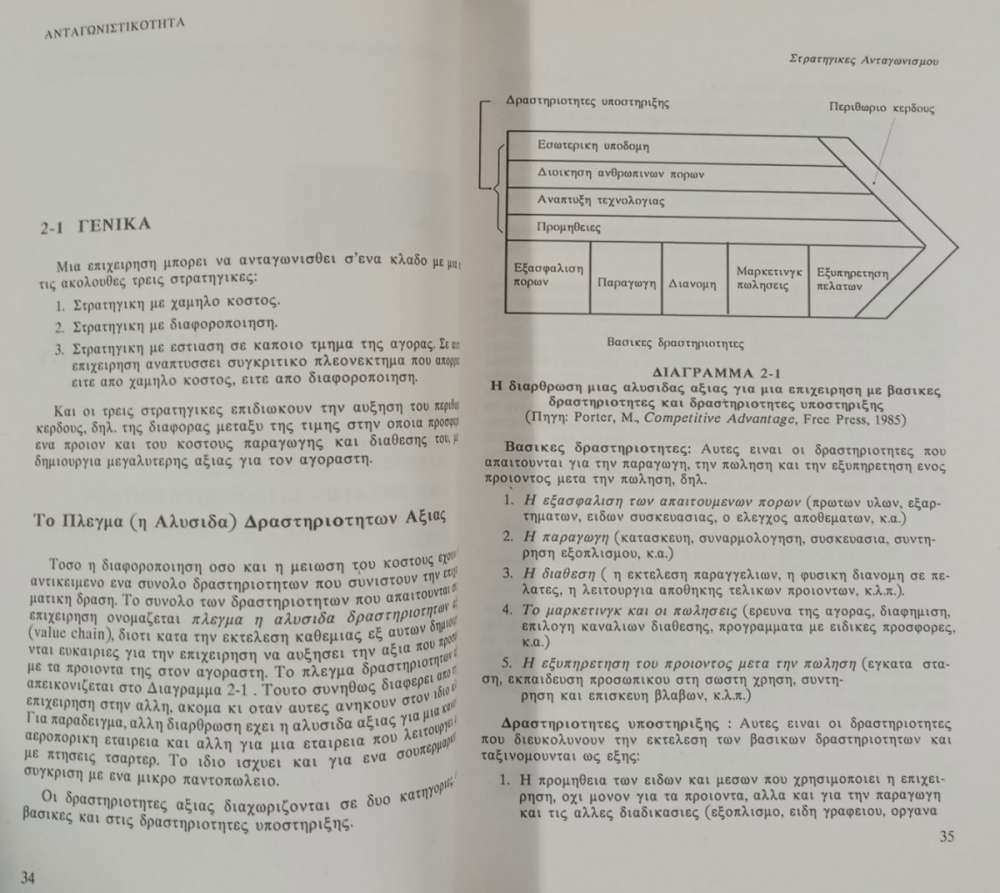 ΑΝΤΑΓΩΝΙΣΤΙΚΟΤΗΤΑ
2-1 ΓΕΝΙΚΑ
Μια επιχειρηση μπορει να ανταγωνισθει σ'ενα κλαδο με
τις ακολουθες τρεις στρατηγικες:
1. Στρατηγικη με χαμηλο κοστος.
2. Στρατηγικη με διαφοροποιηση.
3. Στρατηγικη με εστιαση σε καποιο τμημα της αγορας. Σε
επιχειρηση αναπτυσσει συγκριτικο πλεονεκτημα που
ειτε απο χαμηλο κοστος, ειτε απο διαφοροποιηση.
Και οι τρεις στρατηγικες επιδιωκουν την αυξηση του
κερδους, δηλ. της διαφορας μεταξυ της τιμης στην οποια
ενα προιον και του κοστους παραγωγης και διαθεσης του,
δημιουργια μεγαλυτερης αξιας για τον αγοραστη.
Το Πλεγμα (η Αλυσιδα) Δραστηριοτητων Αξιας
Τοσο η διαφοροποιηση οσο και η μειωση του κοστους
αντικειμενο ενα συνολο δραστηριοτητων που συνιστουν την
ματικη δραση. Το συνολο των δραστηριοτητων που απαιτουνται
επιχειρηση ονομαζεται πλεγμα η αλυσιδα δραστηριοτητων
(value chain), διοτι κατα την εκτελεση καθεμιας εξ αυτων
νται ευκαιριες για την επιχειρηση να αυξησει την αξια που
με τα προιοντα της στον αγοραστη. Το πλεγμα δραστηριοτητων
απεικονιζεται στο Διαγραμμα 2-1 . Τουτο συνηθως διαφερει απο
επιχειρηση στην αλλη, ακομα κι οταν αυτες ανηκουν στον ιδιο
Για παραδειγμα, αλλη διαρθρωση εχει η αλυσιδα αξιας για μια
αεροπορικη εταιρεια και αλλη για μια εταιρεια που λειτουργει
με πτησεις τσαρτερ. Το ιδιο ισχυει και για ενα
συγκριση με ενα μικρο παντοπωλειο.
Οι δραστηριοτητες αξιας διαχωριζονται σε δυο κατηγοριες
βασικες και στις δραστηριοτητες υποστηριξης.
34
Στρατηγικες Ανταγωνισμου
Δραστηριοτητες υποστηριξης
Περιθωριο κερδους
Εσωτερικη υποδομη
Διοικηση ανθρωπινων πορων
Αναπτυξη τεχνολογιας
Προμηθειες
Εξασφαλιση
πορων
Παραγωγη
Διανομη
Μαρκετινγκ
πωλησεις
Εξυπηρετηση
πελατων
Βασικες δραστηριοτητες
ΔΙΑΓΡΑΜΜΑ 2-1
Η διαρθρωση μιας αλυσιδας αξιας για μια επιχειρηση με βασικες
δραστηριοτητες και δραστηριοτητες υποστηριξης
(Πηγη: Porter, M., Competitive Advantage, Free Press, 1985)
Βασικες δραστηριοτητες: Αυτες ειναι οι δραστηριοτητες που
απαιτουνται για την παραγωγη, την πωληση και την εξυπηρετηση ενος
προιοντος μετα την πωληση, δηλ.
1. Η εξασφαλιση των απαιτουμενων πορων (πρωτων υλων, εξαρ-
τηματων, ειδων συσκευασιας, ο ελεγχος αποθεματων, κ.α.)
2. Η παραγωγη (κατασκευη, συναρμολογηση, συσκευασια, συντη-
ρηση εξοπλισμου, κ.α.)
3. Η διαθεση ( η εκτελεση παραγγελιων, η φυσικη διανομη σε πε-
λατες, η λειτουργια αποθηκης τελικων προιοντων, κ.λ.π.).
4. Το μαρκετινγκ και οι πωλησεις (ερευνα της αγορας, διαφημιση,
επιλογη καναλιων διαθεσης, προγραμματα με ειδικες προσφορες,
κ.α.)
5. Η εξυπηρετηση του προιοντος μετα την πωληση (εγκατα στα-
ση, εκπαιδευση προσωπικου στη σωστη χρηση, συντη-
ρηση και επισκευη βλαβων, κ.λ.π.)
Δραστηριοτητες υποστηριξης : Αυτες ειναι οι δραστηριοτητες
που διευκολυνουν την εκτελεση των βασικων δραστηριοτητων και
ταξινομουνται ως εξης:
1. Η προμηθεια των ειδων και μεσων που χρησιμοποιει η επιχει-
ρηση, οχι μονον για τα προιοντα, αλλα και για την παραγωγη
και τις αλλες διαδικασιες (εξοπλισμο, ειδη γραφειου, οργανα
35